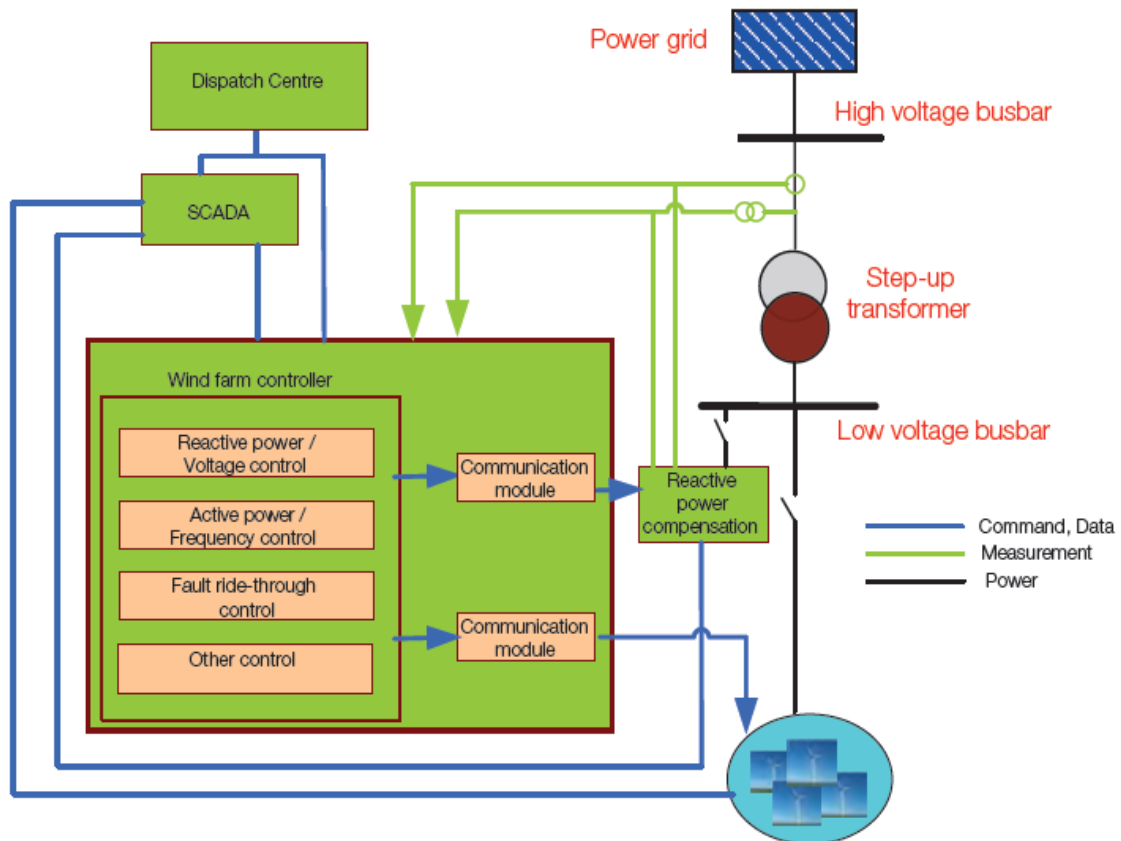 Power grid
Dispatch Centre
High voltage busbar
SCADA
Step-up
transformer
Wind farm controller
Low voltage busbar
Reactive power /
Voltage control
Communication
module
Reactive
power
compensation
Active power /
Frequency control
Command, Data
Measurement
Power
Fault ride-through
control
Communication
module
Other control